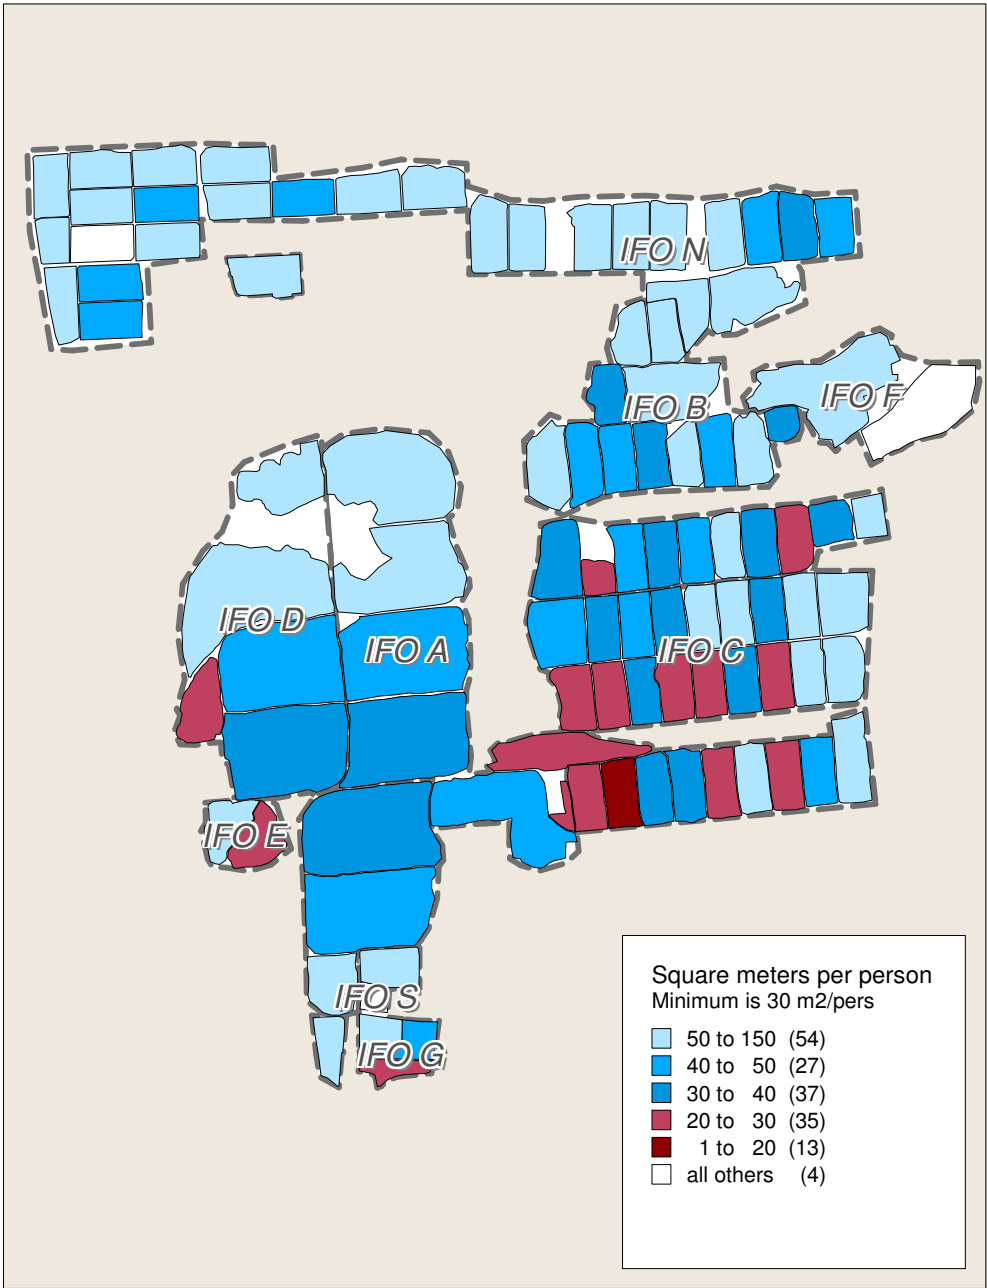 IFO N
IFO B
IFO F
IFO D
IFO A
IFO C
IFO E
IFO S
IFO G
Square meters per person
Minimum is 30 m2/pers
50 to 150 (54)
40 to 50 (27)
30 to 40 (37)
20 to 30 (35)
1 to 20 (13)
all others (4)